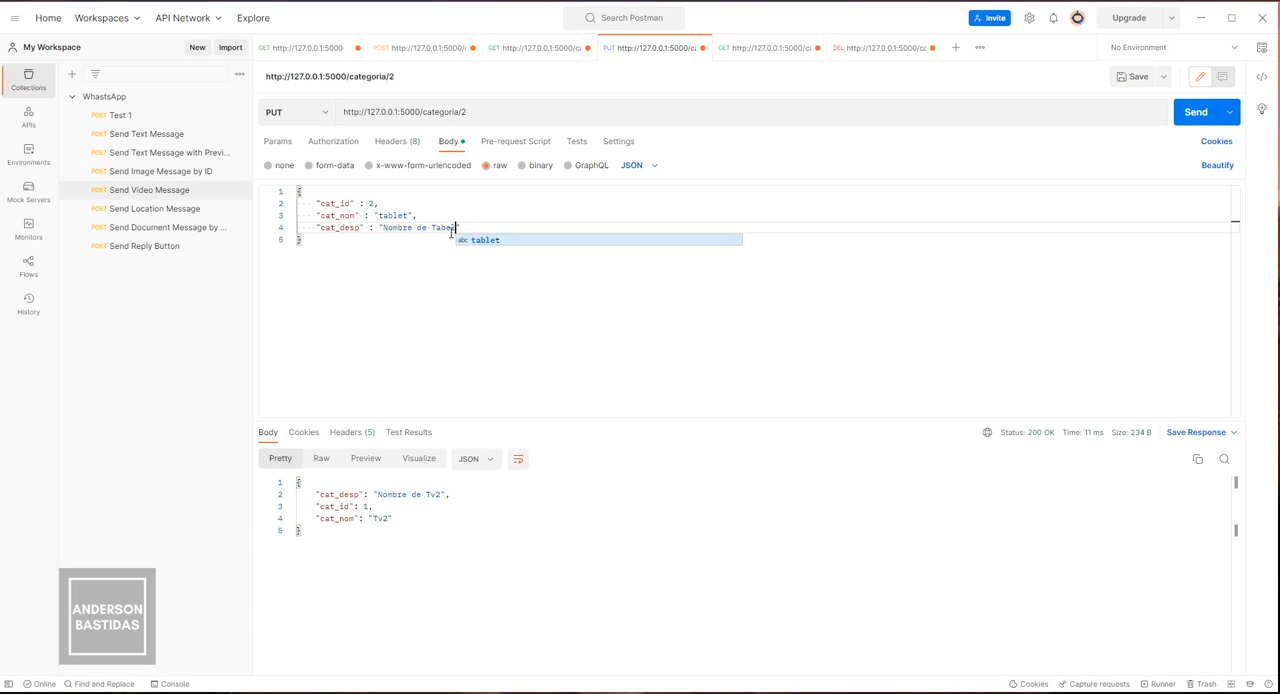 Home Workspaces API Network Explore Search Postman Invite Upgrade
My Workspace New Import GET http://127.0.0.1:5000 POST http://127.0.0.1:5000/ GET http://127.0.0.1:5000/ca PUT http://127.0.0.1:5000/ca GET http://127.0.0.1:5000/ca DEL http://127.0.0.1:5000/ca No Environment
Collections
APIs
Environments
Mock Servers
Monitors
Flows
History
WhastsApp
POST Test 1
POST Send Text Message
POST Send Text Message with Previ...
POST Send Image Message by ID
POST Send Video Message
POST Send Location Message
POST Send Document Message by ...
POST Send Reply Button
http://127.0.0.1:5000/categoria/2 Save
PUT http://127.0.0.1:5000/categoria/2 Send
Params Authorization Headers (8) Body Pre-request Script Tests Settings Cookies
none form-data x-www-form-urlencoded raw binary GraphQL JSON Beautify
1 {
2 "cat_id" : 2,
3 "cat_nom" : "tablet",
4 "cat_desp" : "Nombre de Tabel"
5 }
abc tablet
Body Cookies Headers (5) Test Results Status: 200 OK Time: 11 ms Size: 234 B Save Response
Pretty Raw Preview Visualize JSON
1 {
2 "cat_desp": "Nombre de Tv2",
3 "cat_id": 1,
4 "cat_nom": "Tv2"
5 }
ANDERSON
BASTIDAS
Online Find and Replace Console Cookies Capture requests Runner Trash